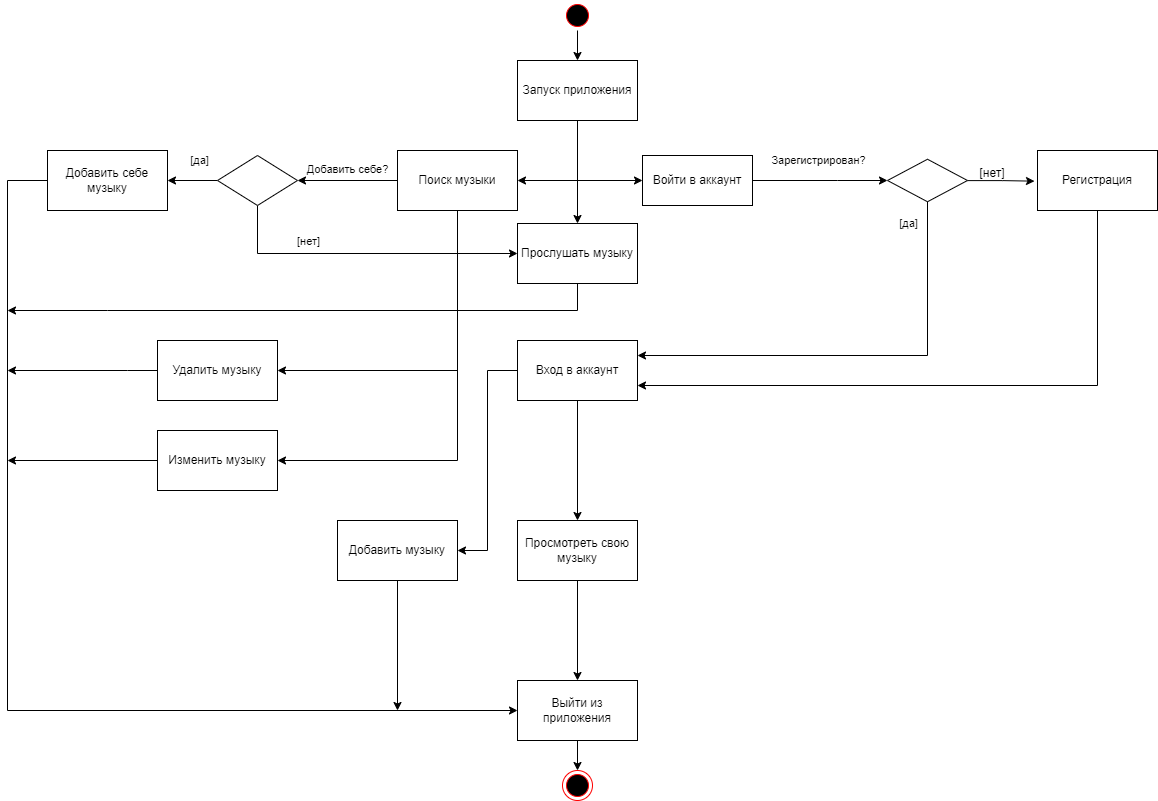 Запуск приложения
Добавить себе
музыку
[да]
Добавить себе?
Поиск музыки
Войти в аккаунт
Зарегистрирован?
[нет]
Регистрация
[да]
[нет]
Прослушать музыку
Удалить музыку
Вход в аккаунт
Изменить музыку
Добавить музыку
Просмотреть свою
музыку
Выйти из
приложения